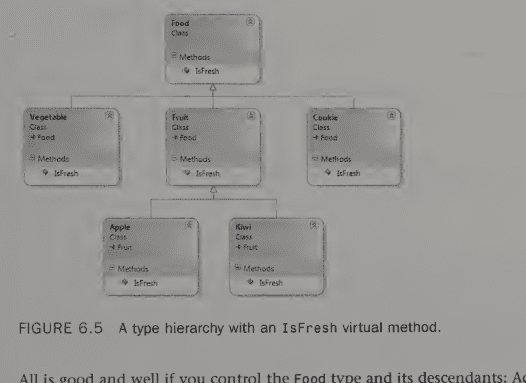 Food
Class
Methods
IsFresh
Vegetable
Class
Food
Methods
IsFresh
Fruit
Class
Food
Methods
IsFresh
Cookie
Class
Food
Methods
IsFresh
Apple
Class
Fruit
Methods
IsFresh
Kiwi
Class
Fruit
Methods
IsFresh
FIGURE 6.5 A type hierarchy with an IsFresh virtual method.
All is good and well if you control the Food type and its descendants: